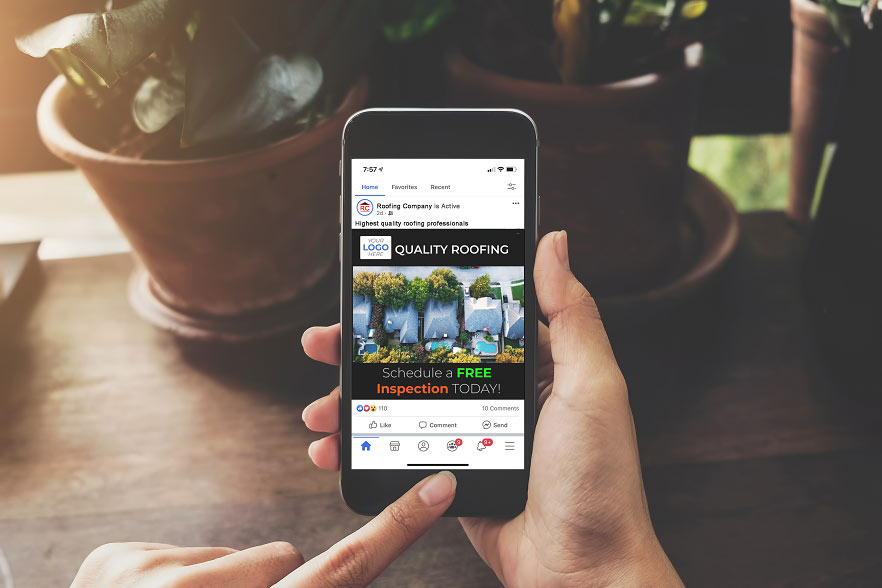 7:57
Home Favorites Recent
RC
Roofing Company is Active
2d
Highest quality roofing professionals
YOUR
LOGO
HERE
QUALITY ROOFING
Schedule a FREE
Inspection TODAY!
110 10 Comments
Like Comment Send
9+